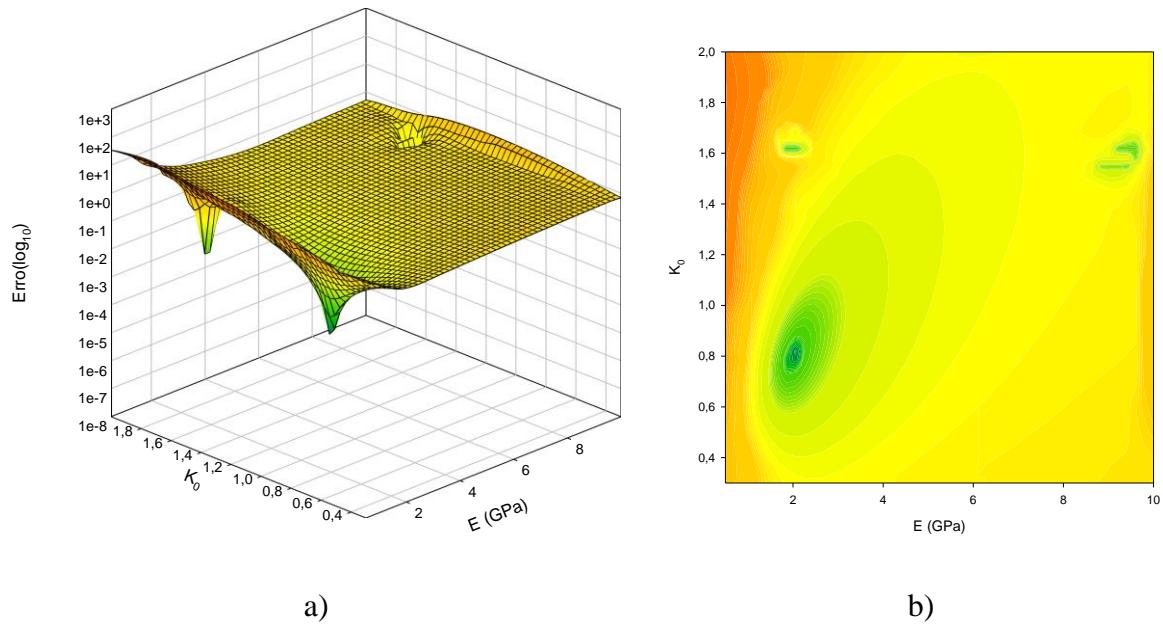 1e+3
1e+2
1e+1
1e+0
1e-1
1e-2
1e-3
1e-4
1e-5
1e-6
1e-7
1e-8
Erro(log10)
1,8
1,6
1,4
1,2
1,0
0,8
0,6
0,4
K0
2
4
6
8
E (GPa)
2,0
1,8
1,6
1,4
1,2
1,0
0,8
0,6
0,4
K0
2
4
6
8
10
E (GPa)
a)
b)